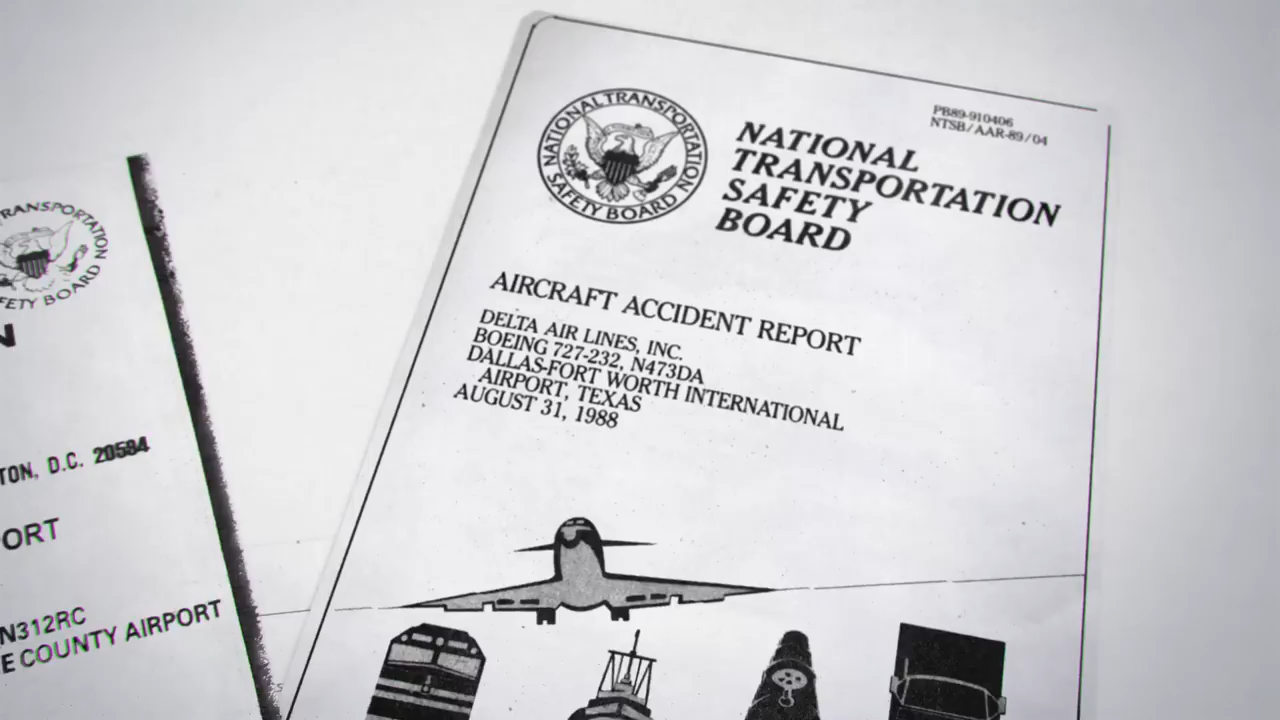 TRANSPORTATION
SAFETY BOARD
N
TON, D.C. 20594
ORT
N312RC
E COUNTY AIRPORT
PB89-910406
NTSB/AAR-89/04
NATIONAL TRANSPORTATION
SAFETY BOARD
NATIONAL
TRANSPORTATION
SAFETY
BOARD
AIRCRAFT ACCIDENT REPORT
DELTA AIR LINES, INC.
BOEING 727-232, N473DA
DALLAS-FORT WORTH INTERNATIONAL
AIRPORT, TEXAS
AUGUST 31, 1988